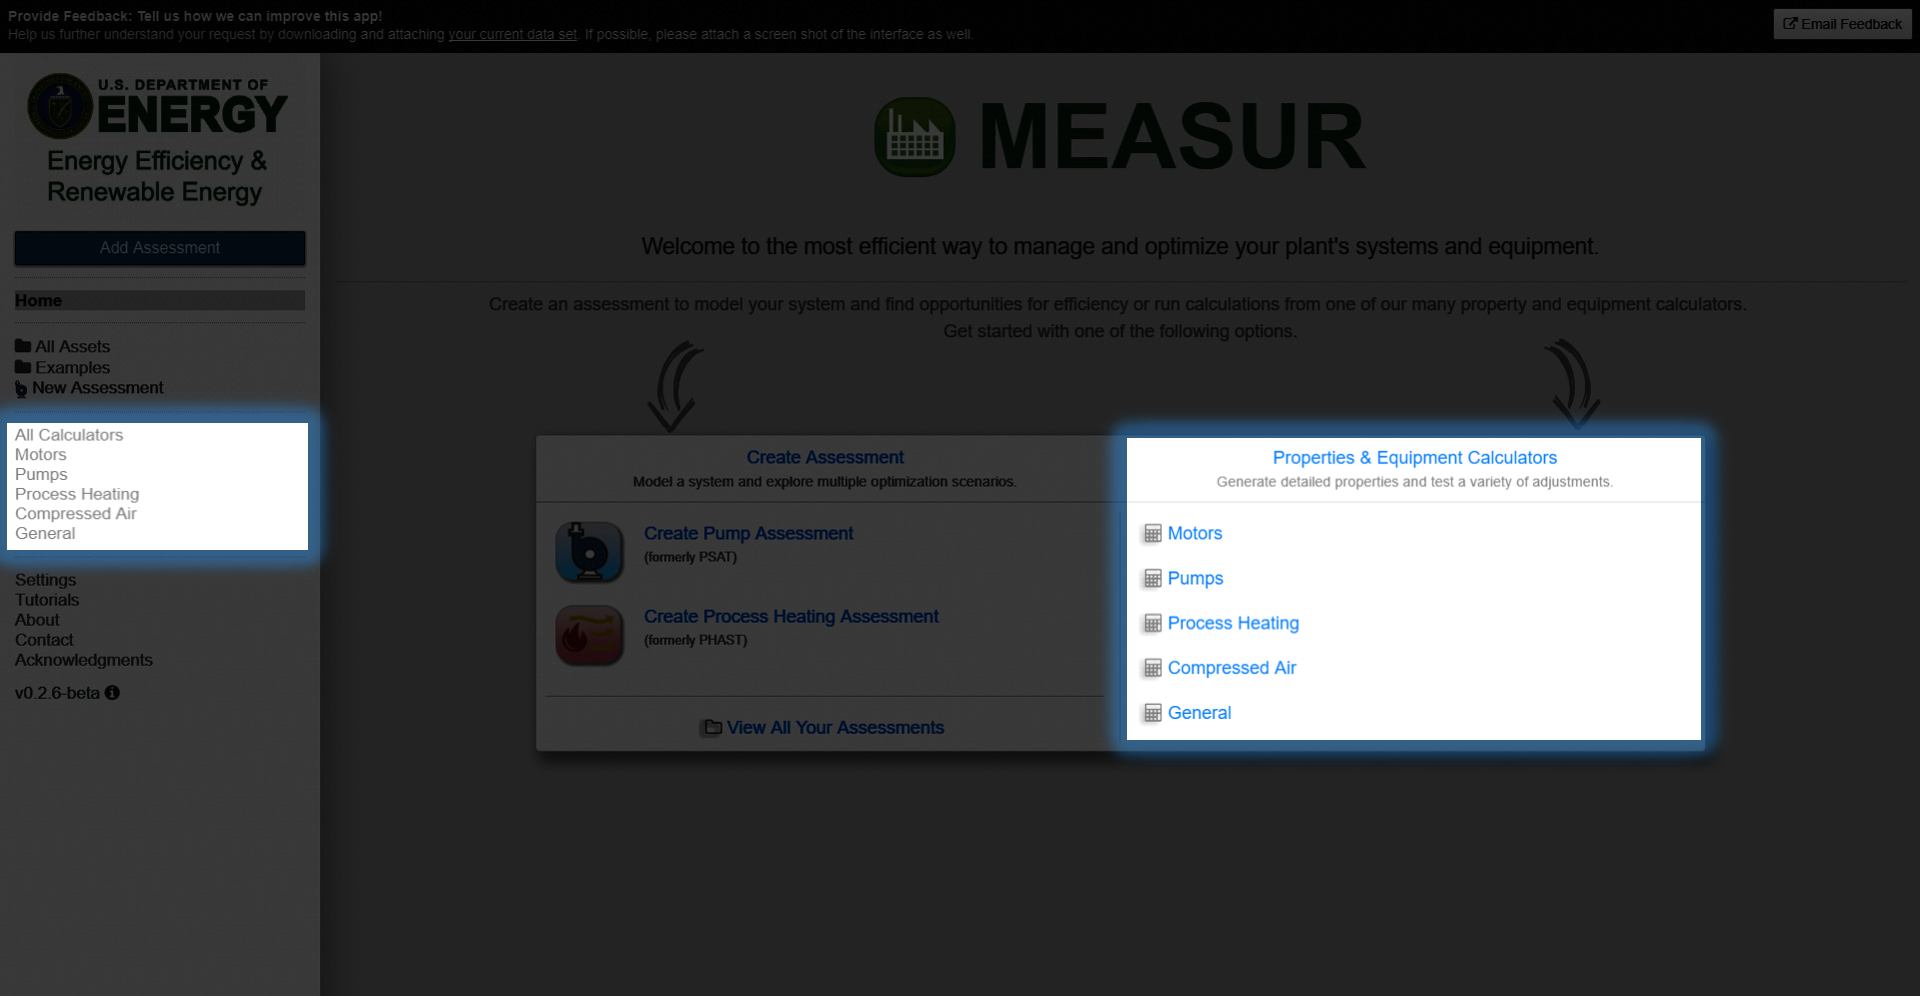 Provide Feedback: Tell us how we can improve this app!
Help us further understand your request by downloading and attaching your current data set. If possible, please attach a screen shot of the interface as well.
Email Feedback
U.S. DEPARTMENT OF
ENERGY
Energy Efficiency &
Renewable Energy
Add Assessment
Home
All Assets
Examples
New Assessment
All Calculators
Motors
Pumps
Process Heating
Compressed Air
General
Settings
Tutorials
About
Contact
Acknowledgments
v0.2.6-beta
MEASUR
Welcome to the most efficient way to manage and optimize your plant's systems and equipment.
Create an assessment to model your system and find opportunities for efficiency or run calculations from one of our many property and equipment calculators.
Get started with one of the following options.
Create Assessment
Model a system and explore multiple optimization scenarios.
Create Pump Assessment
(formerly PSAT)
Create Process Heating Assessment
(formerly PHAST)
View All Your Assessments
Properties & Equipment Calculators
Generate detailed properties and test a variety of adjustments.
Motors
Pumps
Process Heating
Compressed Air
General